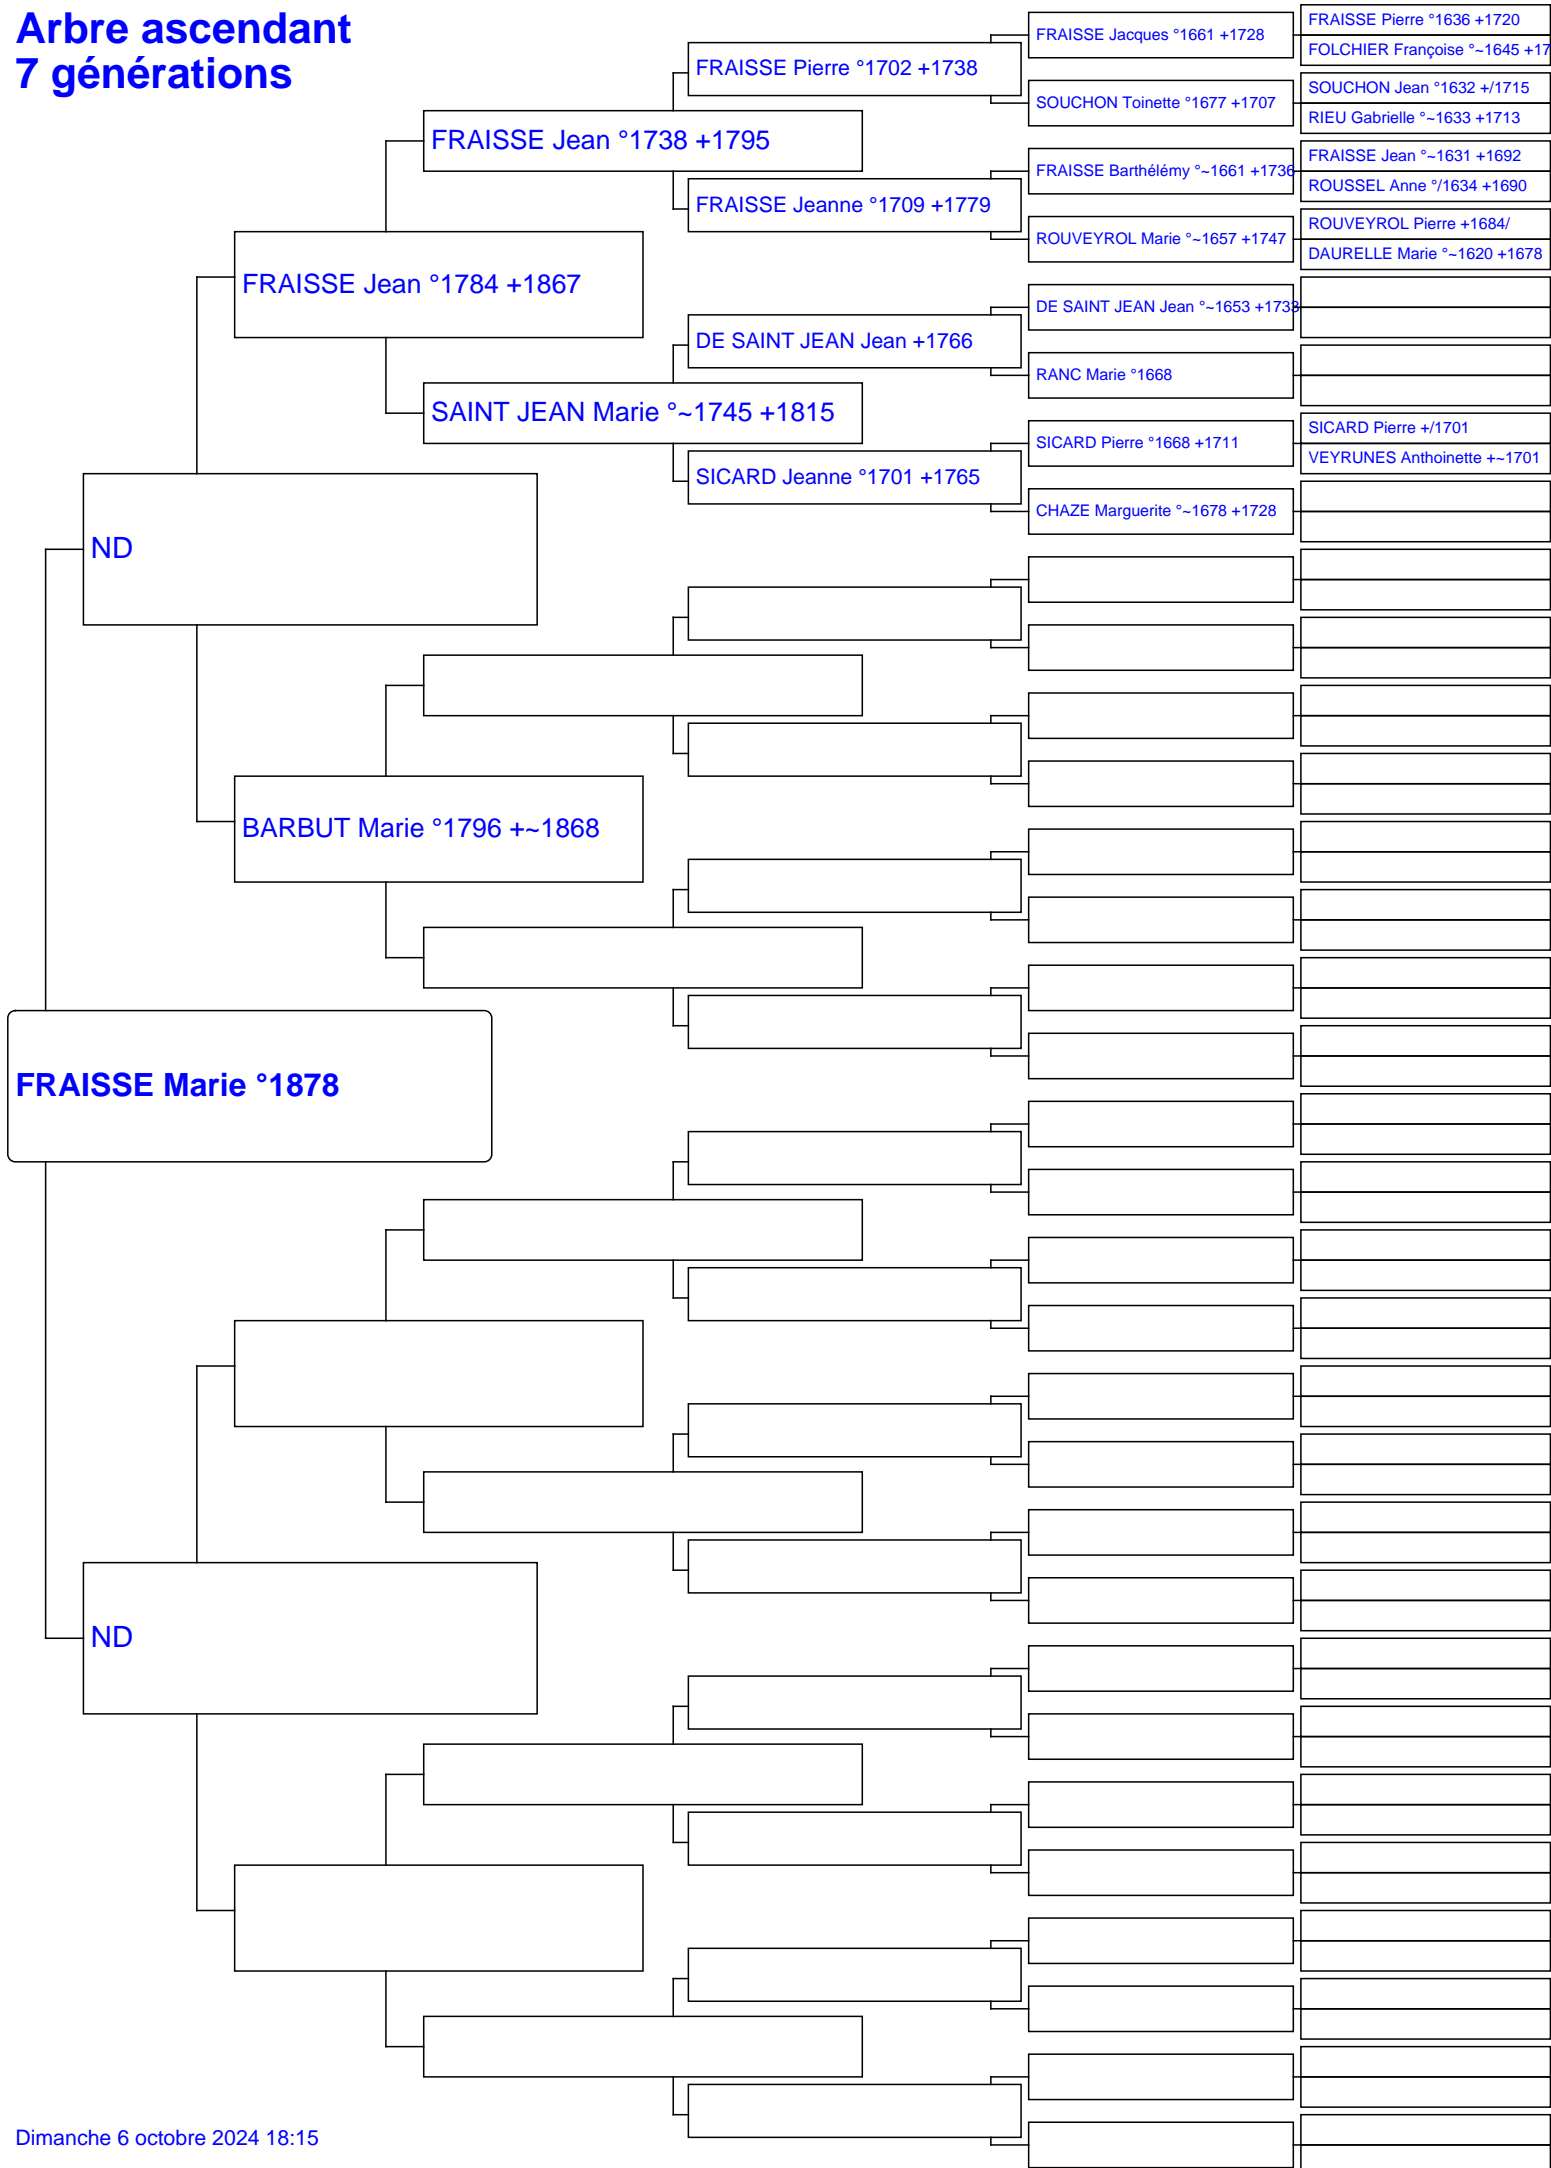 Arbre ascendant
7 générations
FRAISSE Pierre °1636 +1720
FRAISSE Jacques °1661 +1728
FOLCHIER Françoise °~1645 +17
FRAISSE Pierre °1702 +1738
SOUCHON Jean °1632 +/1715
SOUCHON Toinette °1677 +1707
RIEU Gabrielle °~1633 +1713
FRAISSE Jean °1738 +1795
FRAISSE Jean °~1631 +1692
FRAISSE Barthélémy °~1661 +1736
ROUSSEL Anne °/1634 +1690
FRAISSE Jeanne °1709 +1779
ROUVEYROL Pierre +1684/
ROUVEYROL Marie °~1657 +1747
DAURELLE Marie °~1620 +1678
FRAISSE Jean °1784 +1867
DE SAINT JEAN Jean °~1653 +1733
DE SAINT JEAN Jean +1766
RANC Marie °1668
SAINT JEAN Marie °~1745 +1815
SICARD Pierre +/1701
SICARD Pierre °1668 +1711
VEYRUNES Anthoinette +~1701
SICARD Jeanne °1701 +1765
CHAZE Marguerite °~1678 +1728
ND
BARBUT Marie °1796 +~1868
FRAISSE Marie °1878
ND
Dimanche 6 octobre 2024 18:15